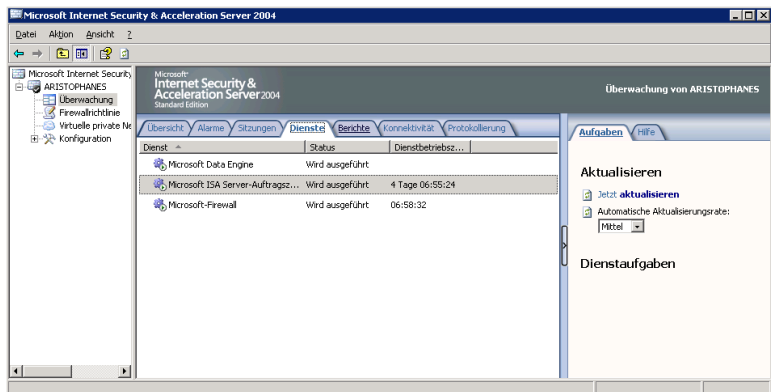 Microsoft Internet Security & Acceleration Server 2004
Datei Aktion Ansicht ?
Microsoft Internet Security
ARISTOPHANES
Überwachung
Firewallrichtlinie
Virtuelle private Ne
Konfiguration
Microsoft
Internet Security &
Acceleration Server 2004
Standard Edition
Überwachung von ARISTOPHANES
Übersicht Alarme Sitzungen Dienste Berichte Konnektivität Protokollierung
Dienst Status Dienstbetriebsz...
Microsoft Data Engine Wird ausgeführt
Microsoft ISA Server-Auftragsz... Wird ausgeführt 4 Tage 06:55:24
Microsoft-Firewall Wird ausgeführt 06:58:32
Aufgaben Hilfe
Aktualisieren
Jetzt aktualisieren
Automatische Aktualisierungsrate:
Mittel
Dienstaufgaben